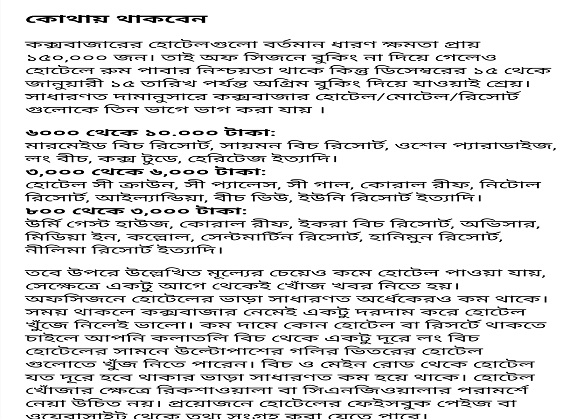 কোথায় থাকবেন
কক্সবাজারের হোটেলগুলো বর্তমান ধারণ ক্ষমতা প্রায়
১৫০,০০০ জন। তাই অফ সিজনে বুকিং না দিয়ে গেলেও
হোটেলে রুম পাবার নিশ্চয়তা থাকে কিন্তু ডিসেম্বরের ১৫ থেকে
জানুয়ারী ১৫ তারিখ পর্যন্ত অগ্রিম বুকিং দিয়ে যাওয়াই শ্রেয়।
সাধারণত দামানুসারে কক্সবাজার হোটেল/মোটেল/রিসোর্ট
গুলোকে তিন ভাগে ভাগ করা যায় ।
৬০০০ থেকে ১০.০০০ টাকা:
মারমেইড বিচ রিসোর্ট, সায়মন বিচ রিসোর্ট, ওশেন প্যারাডাইজ,
লং বীচ, কক্স টুডে, হেরিটেজ ইত্যাদি।
৩,০০০ থেকে ৬,০০০ টাকা:
হোটেল সী ক্রাউন, সী প্যালেস, সী গাল, কোরাল রীফ, নিটোল
রিসোর্ট, আইল্যান্ডিয়া, বীচ ভিউ, ইউনি রিসোর্ট ইত্যাদি।
৮০০ থেকে ৩,০০০ টাকা:
উর্মি গেস্ট হাউজ, কোরাল রীফ, ইকরা বিচ রিসোর্ট, অভিসার,
মিডিয়া ইন, কল্লোল, সেন্টমার্টিন রিসোর্ট, হানিমুন রিসোর্ট,
নীলিমা রিসোর্ট ইত্যাদি।
তবে উপরে উল্লেখিত মূল্যের চেয়েও কমে হোটেল পাওয়া যায়,
সেক্ষেত্রে একটু আগে থেকেই খোঁজ খবর নিতে হয়।
অফসিজনে হোটেলের ভাড়া সাধারণত অর্ধেকেরও কম থাকে।
সময় থাকলে কক্সবাজার নেমেই একটু দরদাম করে হোটেল
খুঁজে নিলেই ভালো। কম দামে কোন হোটেল বা রিসর্টে থাকতে
চাইলে আপনি কলাতলি বিচ থেকে একটু দূরে লং বিচ
হোটেলের সামনে উল্টোপাশের গলির ভিতরের হোটেল
গুলোতে খুঁজ নিতে পারেন। বিচ ও মেইন রোড থেকে হোটেল
যত দূরে হবে থাকার ভাড়া সাধারণত কম হয়ে থাকে। হোটেল
খোঁজার ক্ষেত্রে রিকশাওয়ালা বা সিএনজিওয়ালার পরামর্শে
নেয়া উচিত নয়। প্রয়োজনে হোটেলের ফেইসবুক পেইজ বা
ওয়েবসাইট থেকে তথ্য সংগ্রহ করা যেতে পারে।